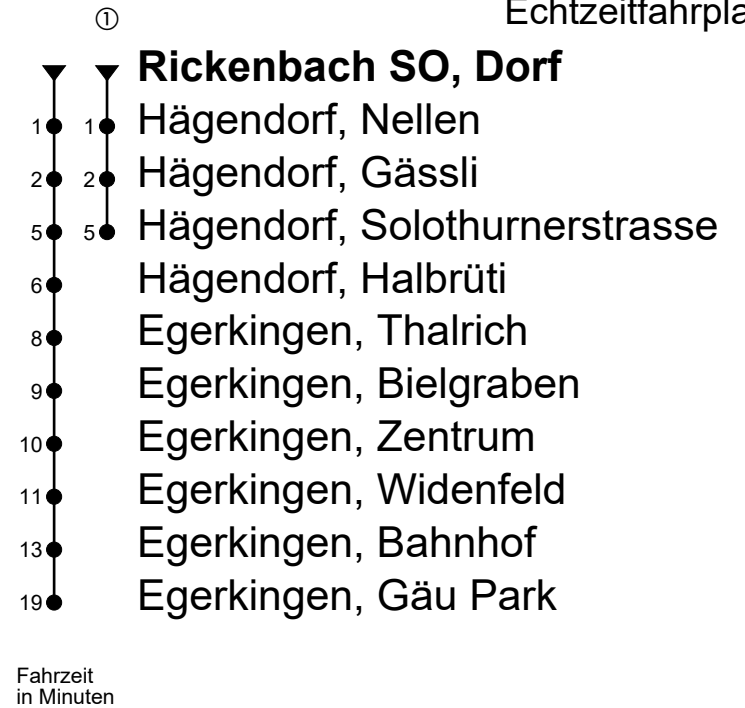 ① Echtzeitfahrpla
Rickenbach SO, Dorf
1 1 Hägendorf, Nellen
2 2 Hägendorf, Gässli
5 5 Hägendorf, Solothurnerstrasse
6 Hägendorf, Halbrüti
8 Egerkingen, Thalrich
9 Egerkingen, Bielgraben
10 Egerkingen, Zentrum
11 Egerkingen, Widenfeld
13 Egerkingen, Bahnhof
19 Egerkingen, Gäu Park
Fahrzeit
in Minuten